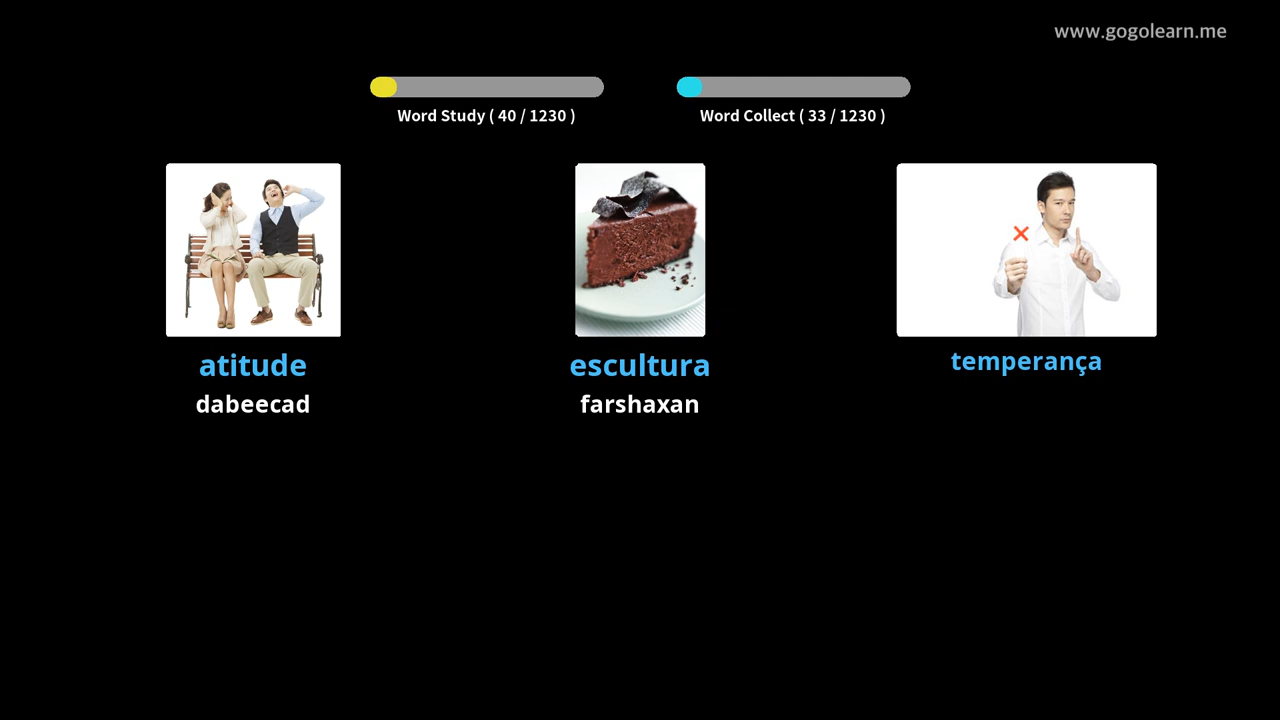 www.gogolearn.me
Word Study ( 40 / 1230 )
Word Collect ( 33 / 1230 )
atitude
dabeecad
escultura
farshaxan
temperança